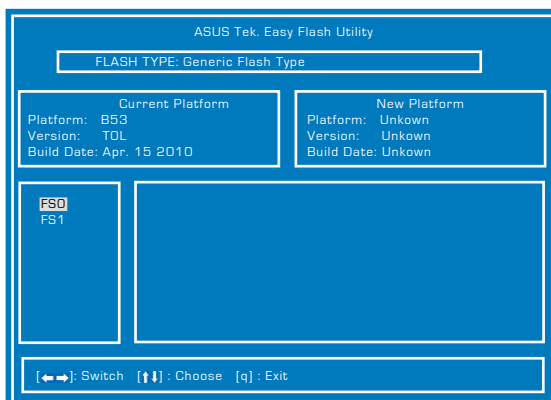 ASUS Tek. Easy Flash Utility
FLASH TYPE: Generic Flash Type
Current Platform
Platform: B53
Version: TOL
Build Date: Apr. 15 2010
New Platform
Platform: Unkown
Version: Unkown
Build Date: Unkown
FS0
FS1
[←→]: Switch [↑↓] : Choose [q] : Exit